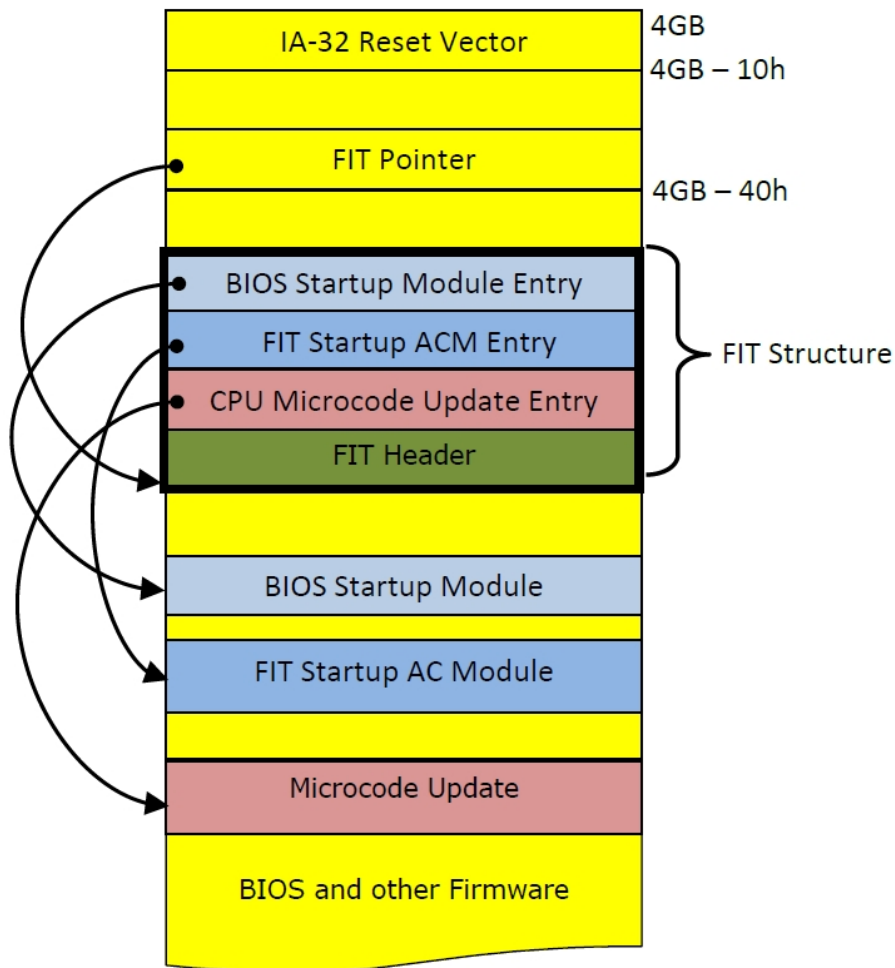 IA-32 Reset Vector
4GB
4GB – 10h
FIT Pointer
4GB – 40h
BIOS Startup Module Entry
FIT Startup ACM Entry
FIT Structure
CPU Microcode Update Entry
FIT Header
BIOS Startup Module
FIT Startup AC Module
Microcode Update
BIOS and other Firmware